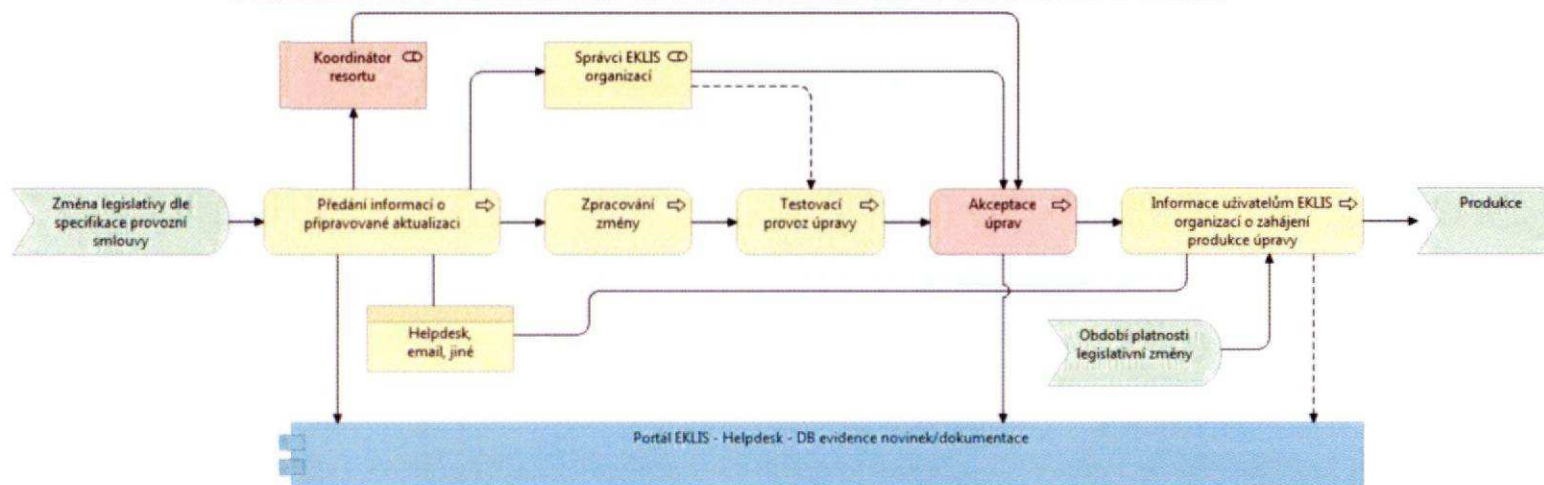 Koordinátor
resortu
Správci EKLIS
organizací
Změna legislativy dle
specifikace provozní
smlouvy
Předání informací o
připravované aktualizaci
Zpracování
změny
Testovací
provoz úpravy
Akceptace
úprav
Informace uživatelům EKLIS
organizací o zahájení
produkce úpravy
Produkce
Helpdesk,
email, jiné
Období platnosti
legislativní změny
Portál EKLIS - Helpdesk - DB evidence novinek/dokumentace